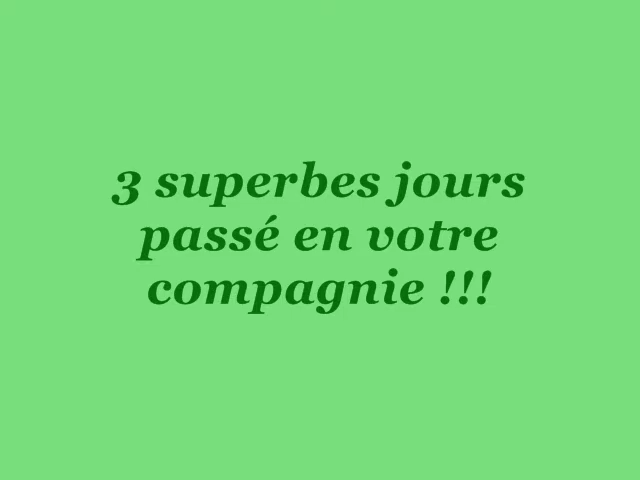 3 superbes jours
passé en votre
compagnie !!!